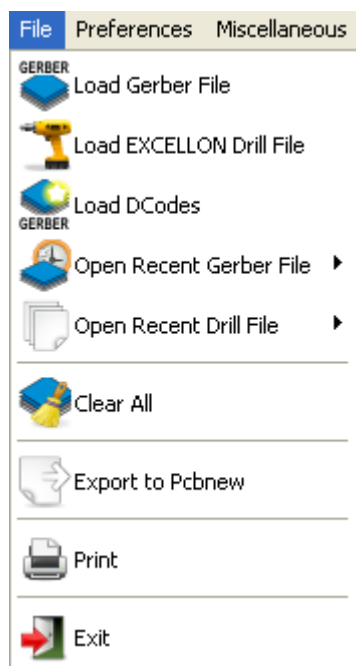 File Preferences Miscellaneous
GERBER
Load Gerber File
Load EXCELLON Drill File
Load DCodes
GERBER
Open Recent Gerber File
Open Recent Drill File
Clear All
Export to Pcbnew
Print
Exit